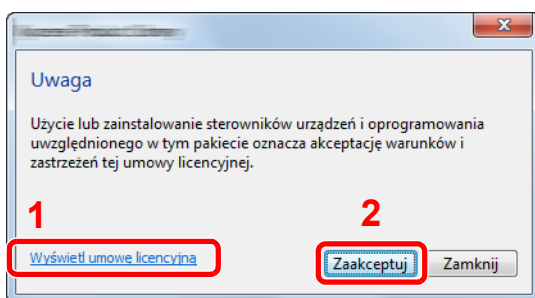 Uwaga
Użycie lub zainstalowanie sterowników urządzeń i oprogramowania
uwzględnionego w tym pakiecie oznacza akceptację warunków i
zastrzeżeń tej umowy licencyjnej.
1
2
Wyświetl umowę licencyjną
Zaakceptuj
Zamknij